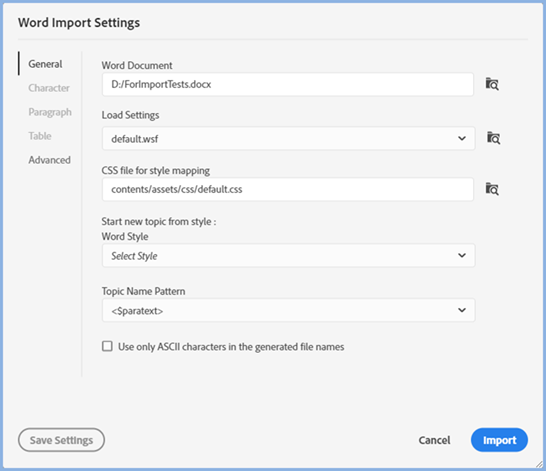 Word Import Settings
General
Character
Paragraph
Table
Advanced
Word Document
D:/ForImportTests.docx
Load Settings
default.wsf
CSS file for style mapping
contents/assets/css/default.css
Start new topic from style :
Word Style
Select Style
Topic Name Pattern
<$paratext>
Use only ASCII characters in the generated file names
Save Settings
Cancel
Import